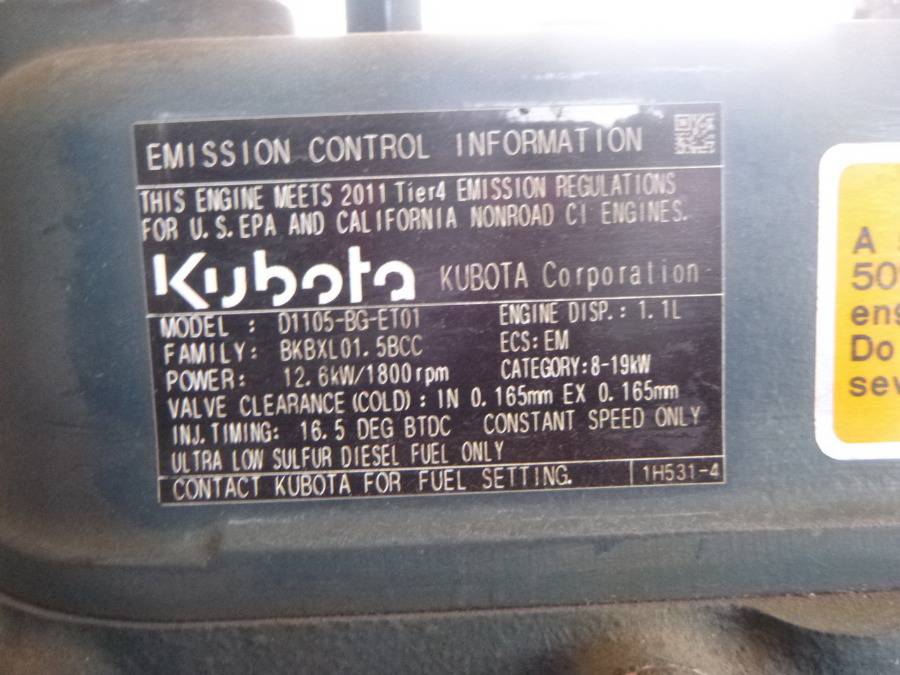 EMISSION CONTROL INFORMATION
THIS ENGINE MEETS 2011 Tier4 EMISSION REGULATIONS
FOR U.S.EPA AND CALIFORNIA NONROAD CI ENGINES.
Kubota KUBOTA Corporation
MODEL : D1105-BG-ET01 ENGINE DISP.: 1.1L
FAMILY: BKBXL01.5BCC ECS: EM
POWER: 12.6kW/1800rpm CATEGORY:8-19kW
VALVE CLEARANCE(COLD): IN 0.165mm EX 0.165mm
INJ.TIMING: 16.5 DEG BTDC CONSTANT SPEED ONLY
ULTRA LOW SULFUR DIESEL FUEL ONLY
CONTACT KUBOTA FOR FUEL SETTING. 1H531-4
A
Do